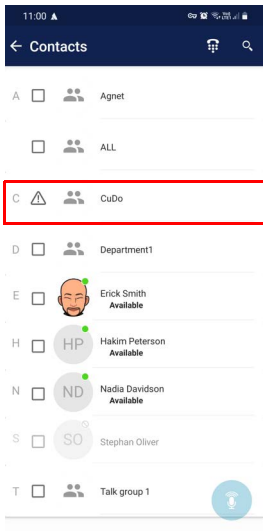 11:00
Contacts
A Agnet
ALL
C CuDo
D Department1
E Erick Smith
Available
H HP Hakim Peterson
Available
N ND Nadia Davidson
Available
S SO Stephan Oliver
T Talk group 1